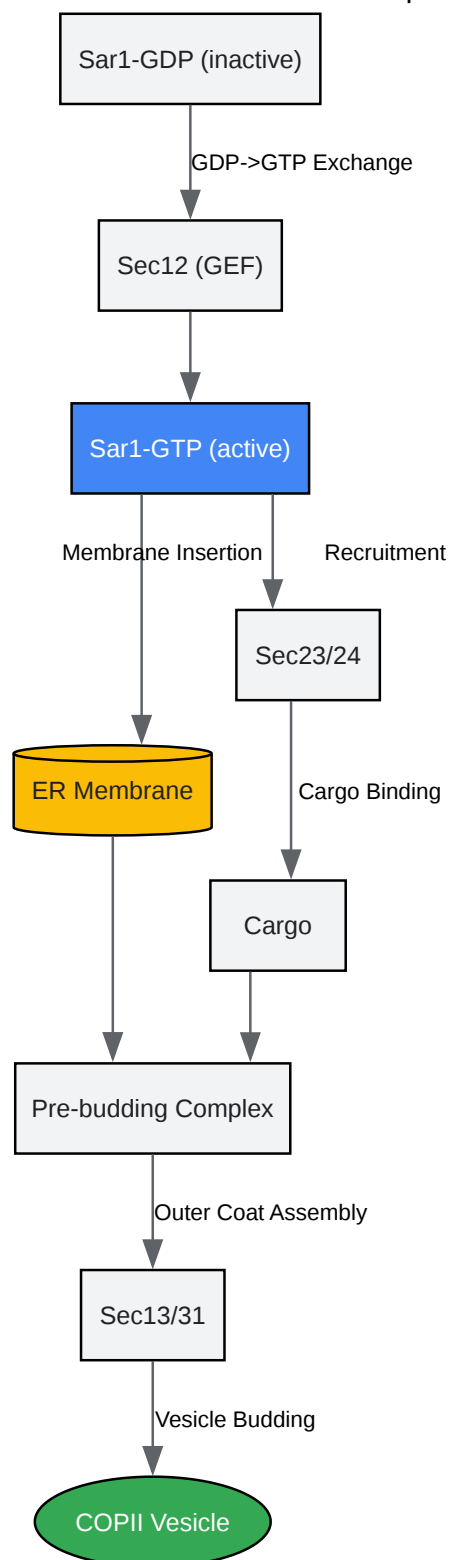 Sar1-GDP (inactive)
GDP->GTP Exchange
Sec12 (GEF)
Sar1-GTP (active)
Membrane Insertion
Recruitment
Sec23/24
ER Membrane
Cargo Binding
Cargo
Pre-budding Complex
Outer Coat Assembly
Sec13/31
Vesicle Budding
COPII Vesicle